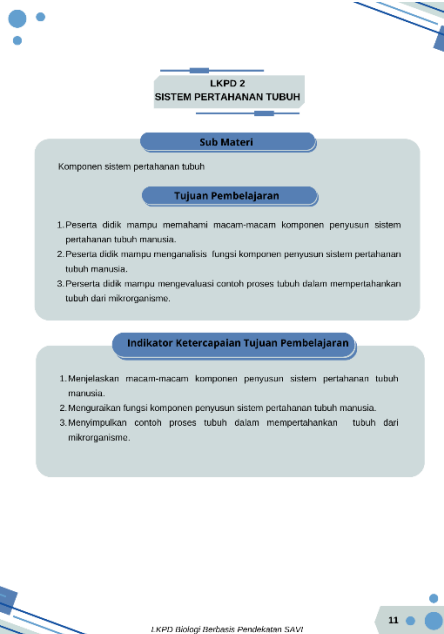 LKPD 2
SISTEM PERTAHANAN TUBUH
Sub Materi
Komponen sistem pertahanan tubuh
Tujuan Pembelajaran
1.Peserta didik mampu memahami macam-macam komponen penyusun sistem
pertahanan tubuh manusia.
2.Peserta didik mampu menganalisis fungsi komponen penyusun sistem pertahanan
tubuh manusia.
3.Perserta didik mampu mengevaluasi contoh proses tubuh dalam mempertahankan
tubuh dari mikrorganisme.
Indikator Ketercapaian Tujuan Pembelajaran
1.Menjelaskan macam-macam komponen penyusun sistem pertahanan tubuh
manusia.
2.Menguraikan fungsi komponen penyusun sistem pertahanan tubuh manusia.
3.Menyimpulkan contoh proses tubuh dalam mempertahankan tubuh dari
mikrorganisme.
11
LKPD Biologi Berbasis Pendekatan SAVI